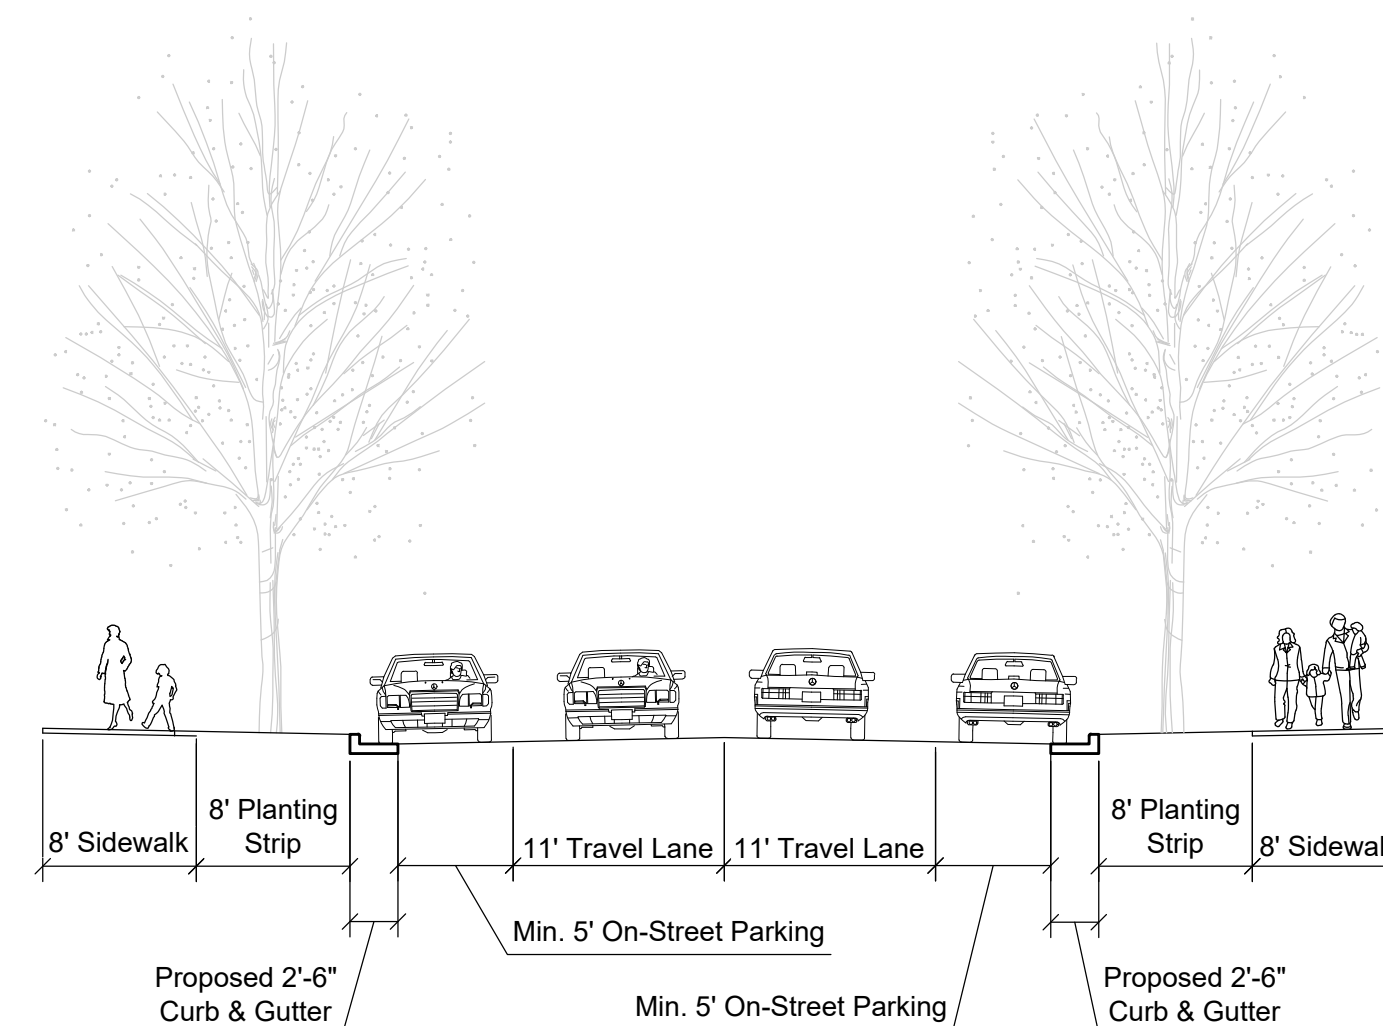 8' Planting
Strip
8' Sidewalk
11' Travel Lane
11' Travel Lane
8' Planting
Strip
8' Sidewal
Min. 5' On-Street Parking
Proposed 2'-6"
Curb & Gutter
Min. 5' On-Street Parking
Proposed 2'-6"
Curb & Gutter